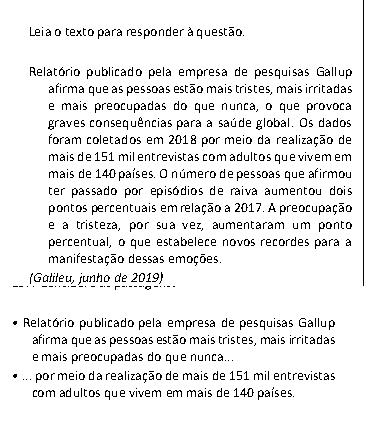 Leia o texto para responder à questão.
Relatório publicado pela empresa de pesquisas Gallup
afirma que as pessoas estão mais tristes, mais irritadas
e mais preocupadas do que nunca, o que provoca
graves consequências para a saúde global. Os dados
foram coletados em 2018 por meio da realização de
mais de 151 mil entrevistas com adultos que vivem em
mais de 140 países. O número de pessoas que afirmou
ter passado por episódios de raiva aumentou dois
pontos percentuais em relação a 2017. A preocupação
e a tristeza, por sua vez, aumentaram um ponto
percentual, o que estabelece novos recordes para a
manifestação dessas emoções.
(Galileu, junho de 2019)
• Relatório publicado pela empresa de pesquisas Gallup
afirma que as pessoas estão mais tristes, mais irritadas
e mais preocupadas do que nunca...
• ... por meio da realização de mais de 151 mil entrevistas
com adultos que vivem em mais de 140 países.